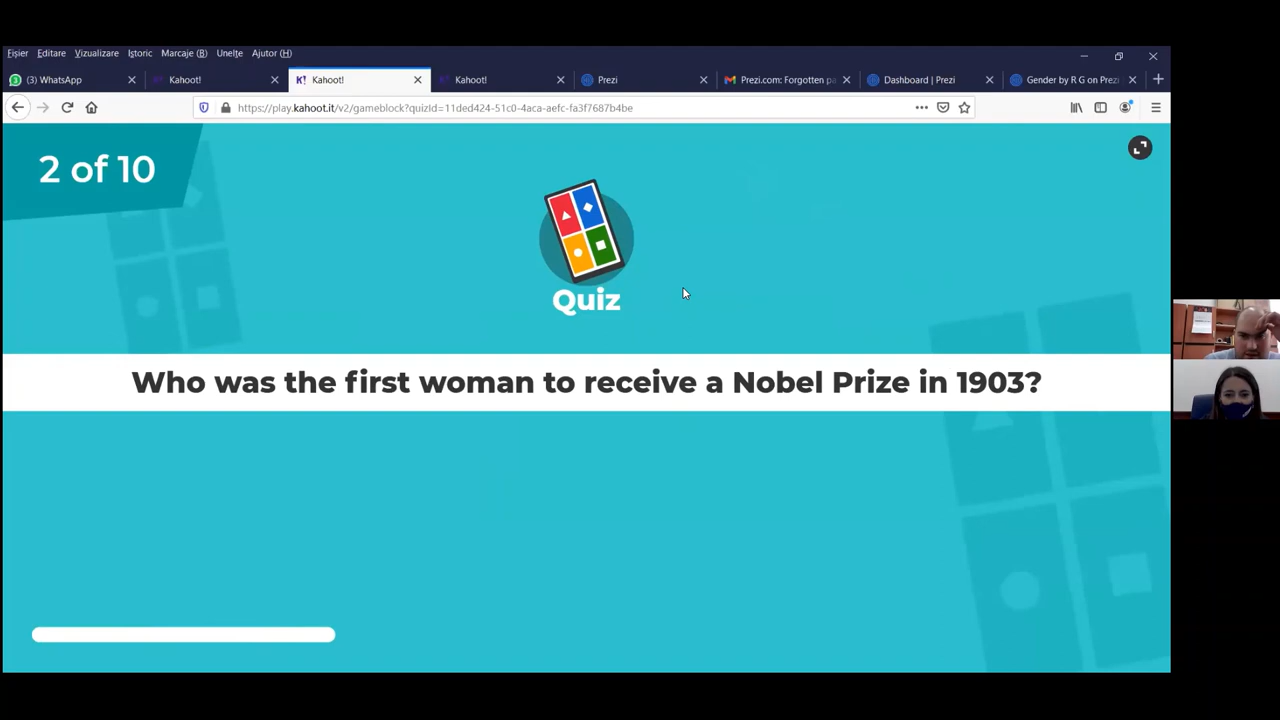 Fișier Editare Vizualizare Istoric Marcaje (B) Unelte Ajutor (H)
(3) WhatsApp Kahoot! K! Kahoot! Kahoot! Prezi Prezi.com: Forgotten pa Dashboard | Prezi Gender by R G on Prezi
https://play.kahoot.it/v2/gameblock?quizId=11ded424-51c0-4aca-aefc-fa3f7687b4be
2 of 10
Quiz
Who was the first woman to receive a Nobel Prize in 1903?